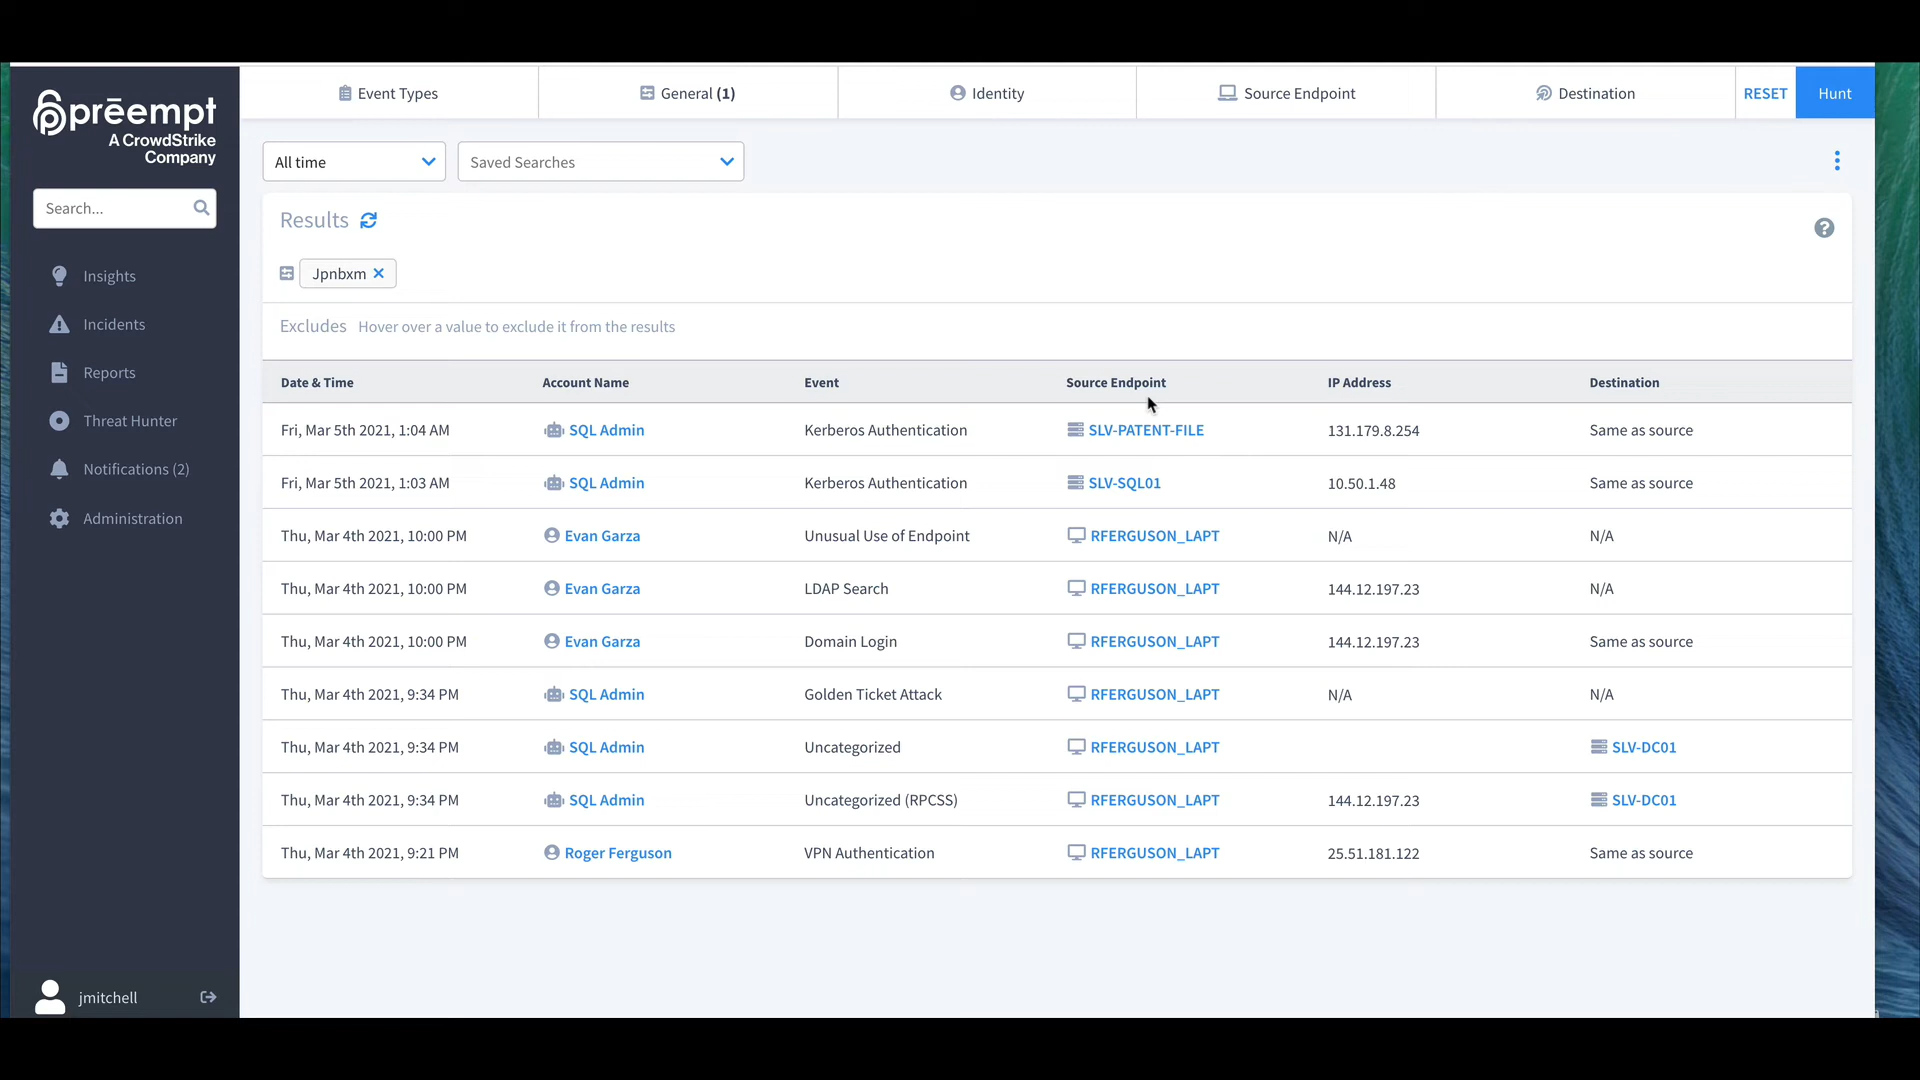 prēempt
A CrowdStrike
Company
Search...
Insights
Incidents
Reports
Threat Hunter
Notifications (2)
Administration
jmitchell
Event Types General (1) Identity Source Endpoint Destination RESET Hunt
All time Saved Searches
Results
Jpnbxm
Excludes Hover over a value to exclude it from the results
Date & Time Account Name Event Source Endpoint IP Address Destination
Fri, Mar 5th 2021, 1:04 AM SQL Admin Kerberos Authentication SLV-PATENT-FILE 131.179.8.254 Same as source
Fri, Mar 5th 2021, 1:03 AM SQL Admin Kerberos Authentication SLV-SQL01 10.50.1.48 Same as source
Thu, Mar 4th 2021, 10:00 PM Evan Garza Unusual Use of Endpoint RFERGUSON_LAPT N/A N/A
Thu, Mar 4th 2021, 10:00 PM Evan Garza LDAP Search RFERGUSON_LAPT 144.12.197.23 N/A
Thu, Mar 4th 2021, 10:00 PM Evan Garza Domain Login RFERGUSON_LAPT 144.12.197.23 Same as source
Thu, Mar 4th 2021, 9:34 PM SQL Admin Golden Ticket Attack RFERGUSON_LAPT N/A N/A
Thu, Mar 4th 2021, 9:34 PM SQL Admin Uncategorized RFERGUSON_LAPT SLV-DC01
Thu, Mar 4th 2021, 9:34 PM SQL Admin Uncategorized (RPCSS) RFERGUSON_LAPT 144.12.197.23 SLV-DC01
Thu, Mar 4th 2021, 9:21 PM Roger Ferguson VPN Authentication RFERGUSON_LAPT 25.51.181.122 Same as source